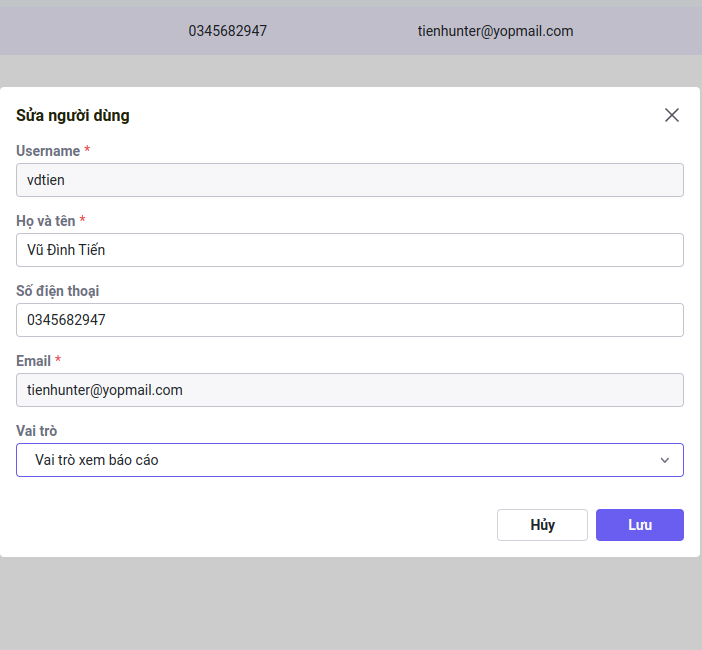 0345682947 tienhunter@yopmail.com
Sửa người dùng
Username *
vdtien
Họ và tên *
Vũ Đình Tiến
Số điện thoại
0345682947
Email *
tienhunter@yopmail.com
Vai trò
Vai trò xem báo cáo
Hủy Lưu